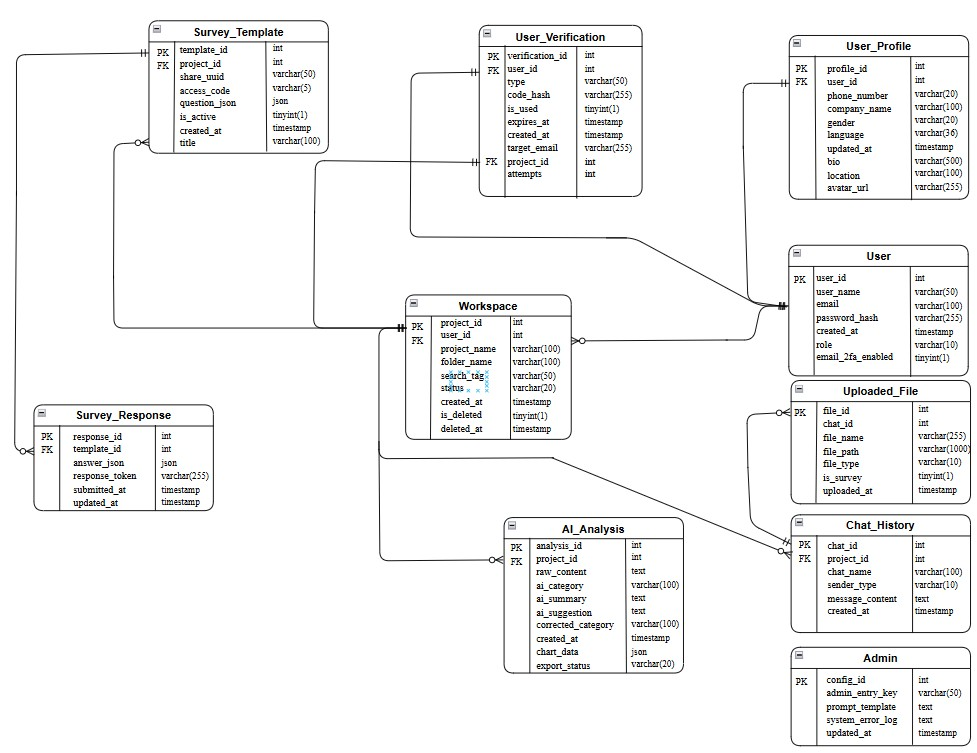 Survey_Template
PK template_id int
FK project_id int
share_uuid varchar(50)
access_code varchar(5)
question_json json
is_active tinyint(1)
created_at timestamp
title varchar(100)
User_Verification
PK verification_id int
FK user_id int
type varchar(50)
code_hash varchar(255)
is_used tinyint(1)
expires_at timestamp
created_at timestamp
target_email varchar(255)
FK project_id int
attempts int
User_Profile
PK profile_id int
FK user_id int
phone_number varchar(20)
company_name varchar(100)
gender varchar(20)
language varchar(36)
updated_at timestamp
bio varchar(500)
location varchar(100)
avatar_url varchar(255)
User
PK user_id int
user_name varchar(50)
email varchar(100)
password_hash varchar(255)
created_at timestamp
role varchar(10)
email_2fa_enabled tinyint(1)
Workspace
PK project_id int
FK user_id int
project_name varchar(100)
folder_name varchar(100)
search_tag varchar(50)
status varchar(20)
created_at timestamp
is_deleted tinyint(1)
deleted_at timestamp
Survey_Response
PK response_id int
FK template_id int
answer_json json
response_token varchar(255)
submitted_at timestamp
updated_at timestamp
Uploaded_File
PK file_id int
chat_id int
file_name varchar(255)
file_path varchar(1000)
file_type varchar(10)
is_survey tinyint(1)
uploaded_at timestamp
AI_Analysis
PK analysis_id int
FK project_id int
raw_content text
ai_category varchar(100)
ai_summary text
ai_suggestion text
corrected_category varchar(100)
created_at timestamp
chart_data json
export_status varchar(20)
Chat_History
PK chat_id int
FK project_id int
chat_name varchar(100)
sender_type varchar(10)
message_content text
created_at timestamp
Admin
PK config_id int
admin_entry_key varchar(50)
prompt_template text
system_error_log text
updated_at timestamp